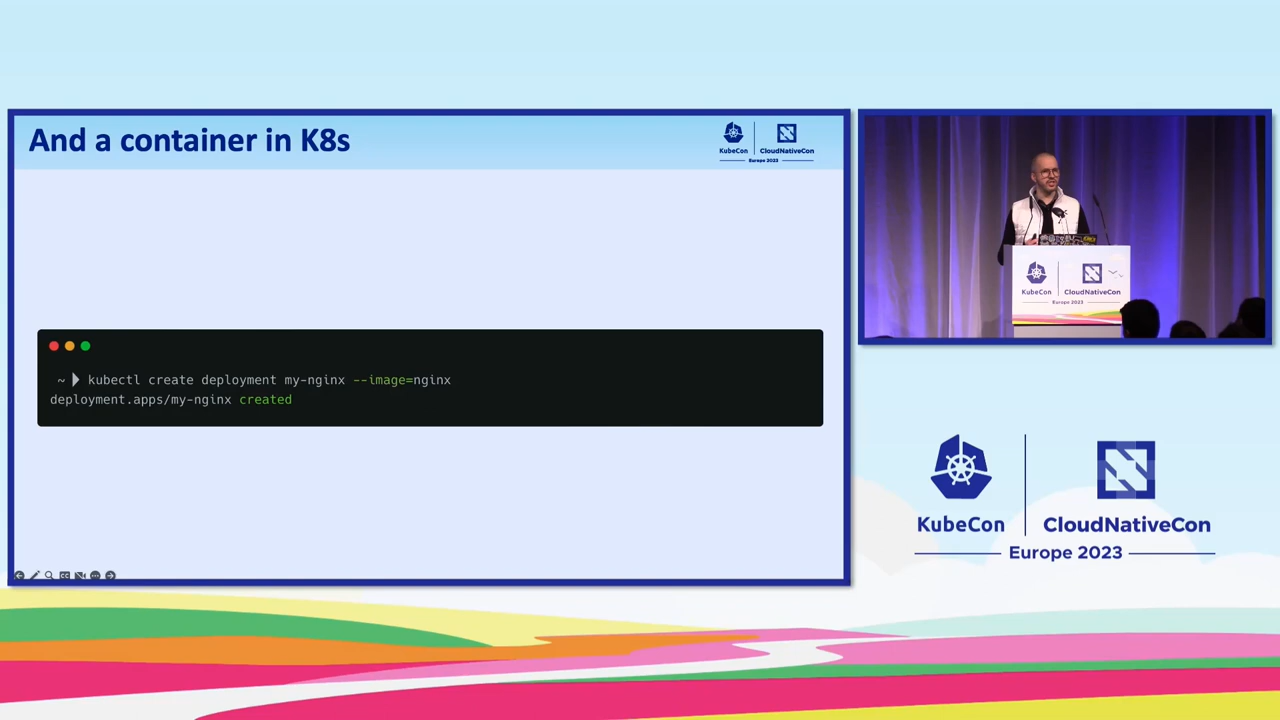 And a container in K8s
KubeCon
CloudNativeCon
Europe 2023
~ kubectl create deployment my-nginx --image=nginx
deployment.apps/my-nginx created
KubeCon
CloudNativeCon
Europe 2023
KubeCon
CloudNativeCon
Europe 2023